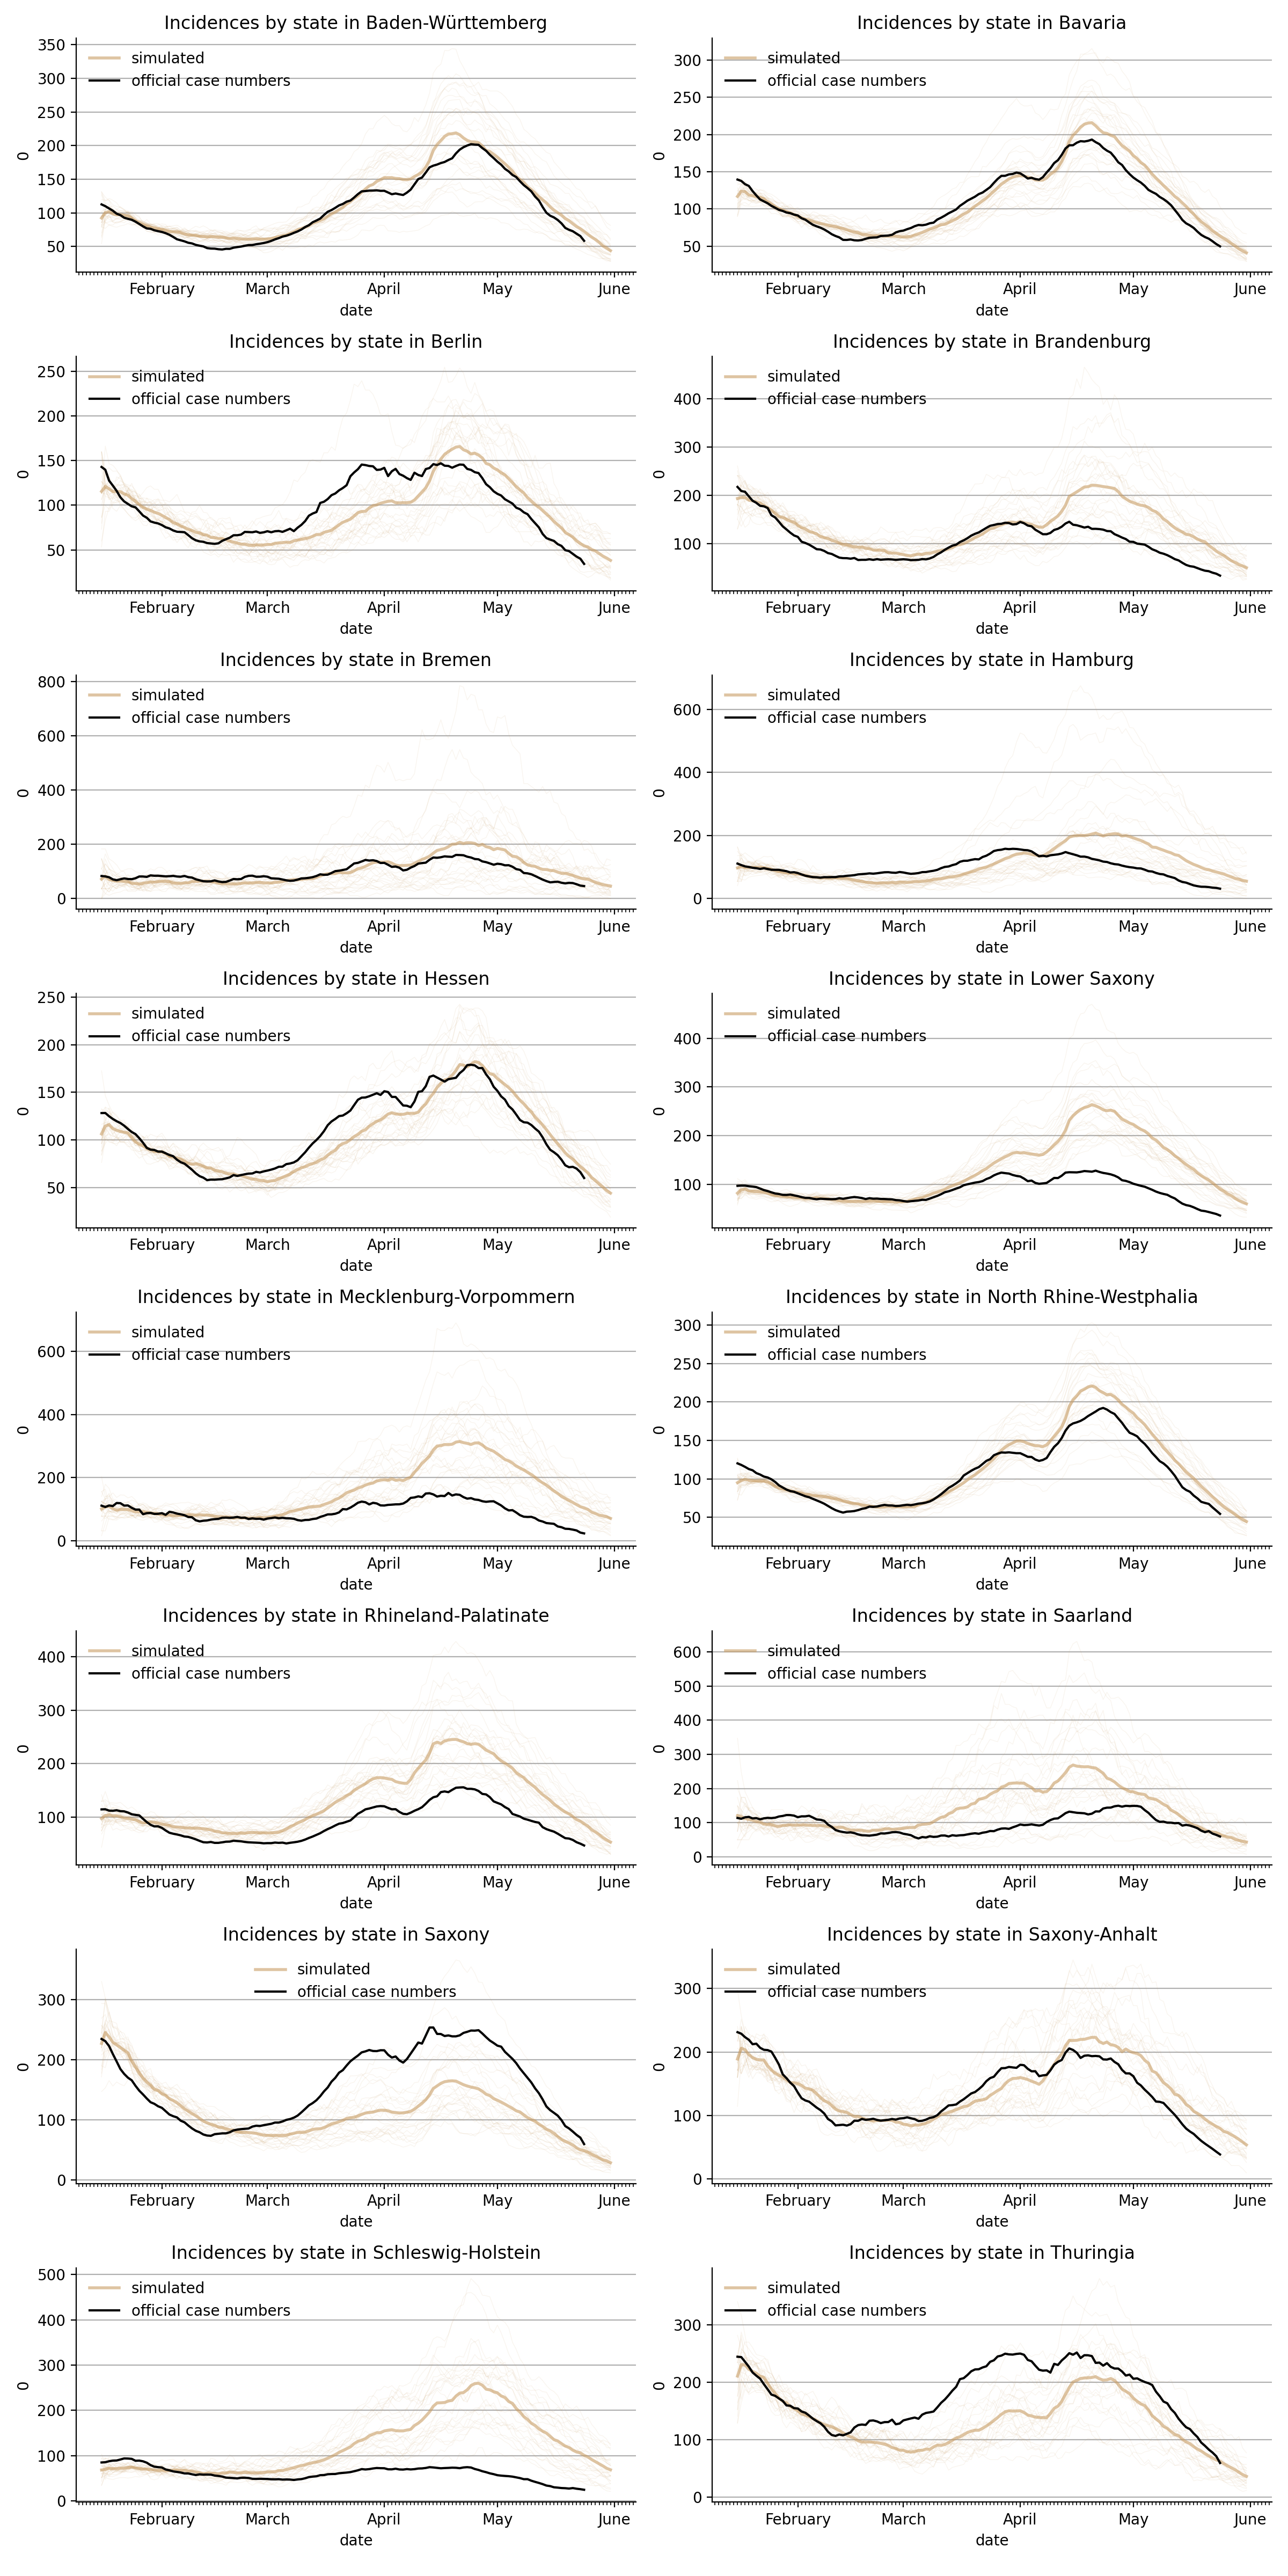 Incidences by state in Baden-Württemberg
350
300
250
200
150
100
50
0
simulated
official case numbers
February March April May June
date
Incidences by state in Bavaria
300
250
200
150
100
50
0
simulated
official case numbers
February March April May June
date
Incidences by state in Berlin
250
200
150
100
50
0
simulated
official case numbers
February March April May June
date
Incidences by state in Brandenburg
400
300
200
100
0
simulated
official case numbers
February March April May June
date
Incidences by state in Bremen
800
600
400
200
0
0
simulated
official case numbers
February March April May June
date
Incidences by state in Hamburg
600
400
200
0
0
simulated
official case numbers
February March April May June
date
Incidences by state in Hessen
250
200
150
100
50
0
simulated
official case numbers
February March April May June
date
Incidences by state in Lower Saxony
400
300
200
100
0
simulated
official case numbers
February March April May June
date
Incidences by state in Mecklenburg-Vorpommern
600
400
200
0
0
simulated
official case numbers
February March April May June
date
Incidences by state in North Rhine-Westphalia
300
250
200
150
100
50
0
simulated
official case numbers
February March April May June
date
Incidences by state in Rhineland-Palatinate
400
300
200
100
0
simulated
official case numbers
February March April May June
date
Incidences by state in Saarland
600
500
400
300
200
100
0
0
simulated
official case numbers
February March April May June
date
Incidences by state in Saxony
300
200
100
0
0
simulated
official case numbers
February March April May June
date
Incidences by state in Saxony-Anhalt
300
200
100
0
0
simulated
official case numbers
February March April May June
date
Incidences by state in Schleswig-Holstein
500
400
300
200
100
0
0
simulated
official case numbers
February March April May June
date
Incidences by state in Thuringia
300
200
100
0
0
simulated
official case numbers
February March April May June
date